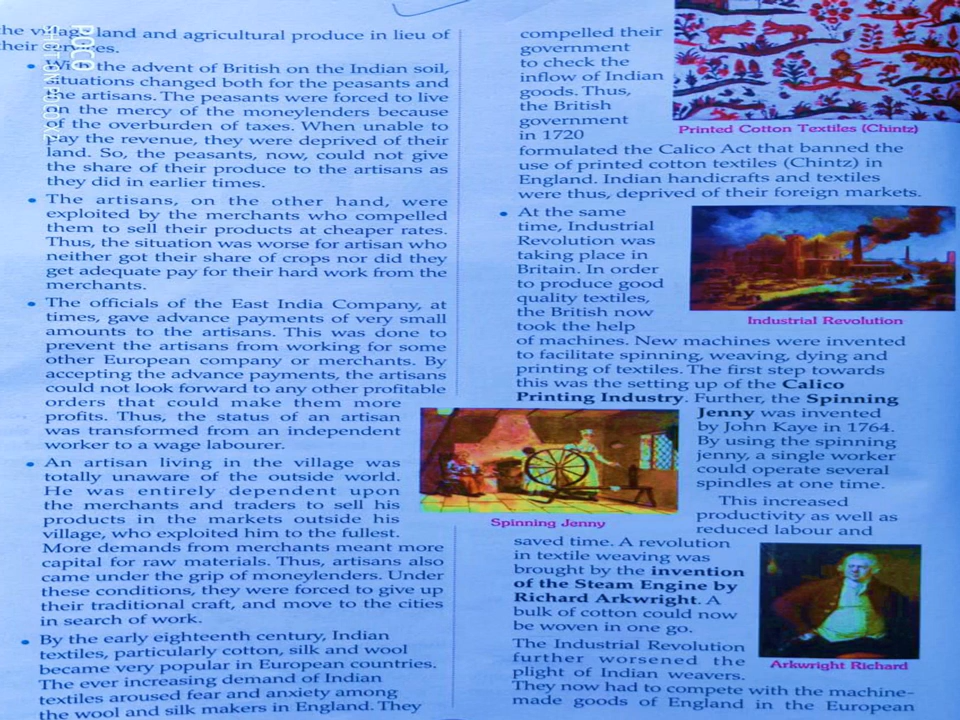 the village land and agricultural produce in lieu of
their services.
• With the advent of British on the Indian soil,
situations changed both for the peasants and
the artisans. The peasants were forced to live
on the mercy of the moneylenders because
of the overburden of taxes. When unable to
pay the revenue, they were deprived of their
land. So, the peasants, now, could not give
the share of their produce to the artisans as
they did in earlier times.
• The artisans, on the other hand, were
exploited by the merchants who compelled
them to sell their products at cheaper rates.
Thus, the situation was worse for artisan who
neither got their share of crops nor did they
get adequate pay for their hard work from the
merchants.
• The officials of the East India Company, at
times, gave advance payments of very small
amounts to the artisans. This was done to
prevent the artisans from working for some
other European company or merchants. By
accepting the advance payments, the artisans
could not look forward to any other profitable
orders that could make them more
profits. Thus, the status of an artisan
was transformed from an independent
worker to a wage labourer.
• An artisan living in the village was
totally unaware of the outside world.
He was entirely dependent upon
the merchants and traders to sell his
products in the markets outside his
village, who exploited him to the fullest.
More demands from merchants meant more
capital for raw materials. Thus, artisans also
came under the grip of moneylenders. Under
these conditions, they were forced to give up
their traditional craft, and move to the cities
in search of work.
• By the early eighteenth century, Indian
textiles, particularly cotton, silk and wool
became very popular in European countries.
The ever increasing demand of Indian
textiles aroused fear and anxiety among
the wool and silk makers in England. They
compelled their
government
to check the
inflow of Indian
goods. Thus,
the British
government
in 1720
Printed Cotton Textiles (Chintz)
formulated the Calico Act that banned the
use of printed cotton textiles (Chintz) in
England. Indian handicrafts and textiles
were thus, deprived of their foreign markets.
• At the same
time, Industrial
Revolution was
taking place in
Britain. In order
to produce good
quality textiles,
the British now
took the help
Industrial Revolution
of machines. New machines were invented
to facilitate spinning, weaving, dying and
printing of textiles. The first step towards
this was the setting up of the Calico
Printing Industry. Further, the Spinning
Jenny was invented
by John Kaye in 1764.
By using the spinning
jenny, a single worker
could operate several
spindles at one time.
Spinning Jenny
This increased
productivity as well as
reduced labour and
saved time. A revolution
in textile weaving was
brought by the invention
of the Steam Engine by
Richard Arkwright. A
bulk of cotton could now
be woven in one go.
Arkwright Richard
The Industrial Revolution
further worsened the
plight of Indian weavers.
They now had to compete with the machine-
made goods of England in the European
POCO